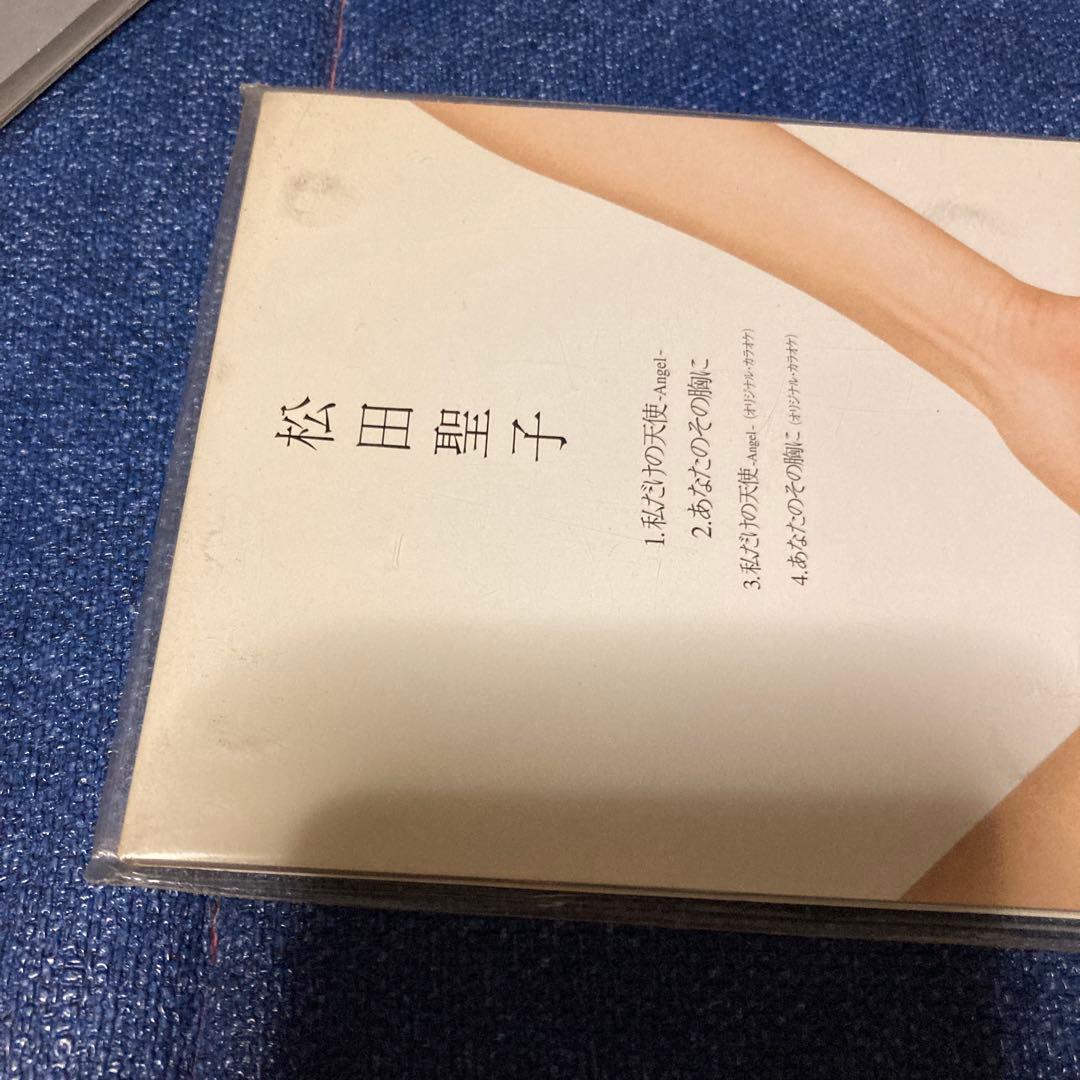 松田聖子
1.私だけの天使-Angel-
2.あなたのその胸に
3.私だけの天使-Angel- (オリジナル・カラオケ)
4.あなたのその胸に (オリジナル・カラオケ)